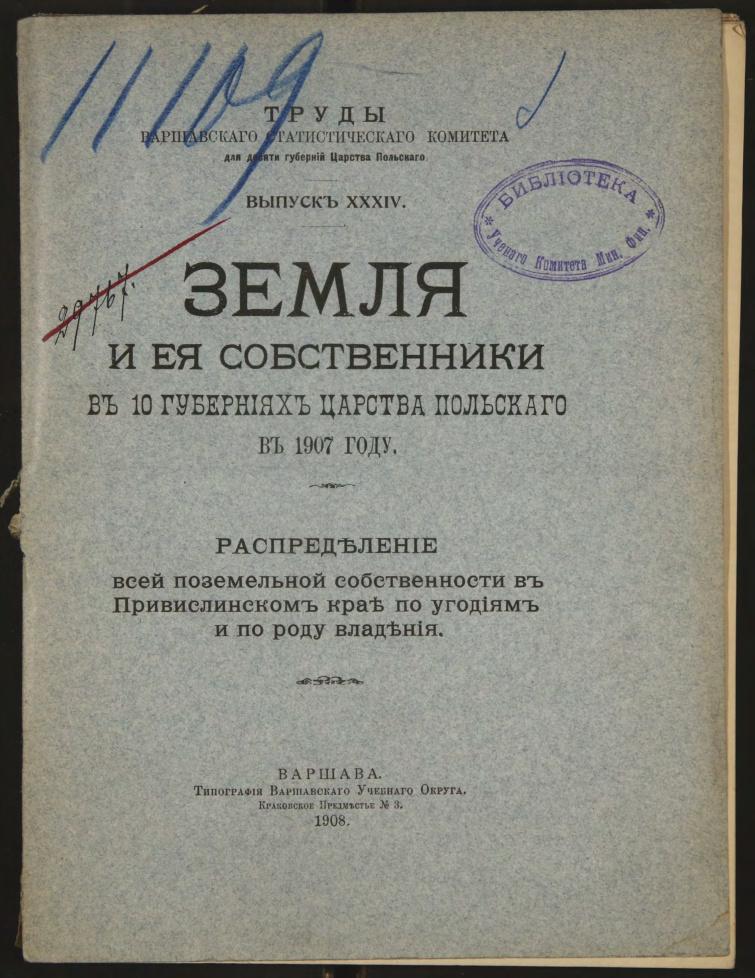 11109
ТРУДЫ
ВАРШАВСКАГО СТАТИСТИЧЕСКАГО КОМИТЕТА
для десяти губерній Царства Польскаго
ВЫПУСКЪ XXXIV.
БИБЛІОТЕКА
* Ученаго Комитета Мин. Фин. *
29767.
ЗЕМЛЯ
И ЕЯ СОБСТВЕННИКИ
ВЪ 10 ГУБЕРНІЯХЪ ЦАРСТВА ПОЛЬСКАГО
ВЪ 1907 ГОДУ.
РАСПРЕДѢЛЕНІЕ
всей поземельной собственности въ
Привислинскомъ краѣ по угодіямъ
и по роду владѣнія.
ВАРШАВА.
Типографія Варшавскаго Учебнаго Округа.
Краковское Предмѣстье № 3.
1908.